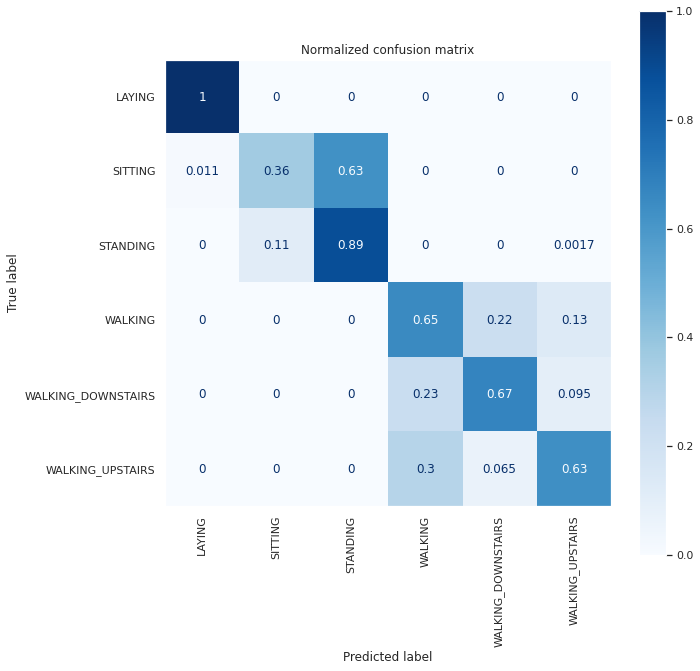 Normalized confusion matrix
LAYING 1 0 0 0 0 0
SITTING 0.011 0.36 0.63 0 0 0
STANDING 0 0.11 0.89 0 0 0.0017
WALKING 0 0 0 0.65 0.22 0.13
WALKING_DOWNSTAIRS 0 0 0 0.23 0.67 0.095
WALKING_UPSTAIRS 0 0 0 0.3 0.065 0.63
True label
LAYING
SITTING
STANDING
WALKING
WALKING_DOWNSTAIRS
WALKING_UPSTAIRS
Predicted label
1.0
0.8
0.6
0.4
0.2
0.0